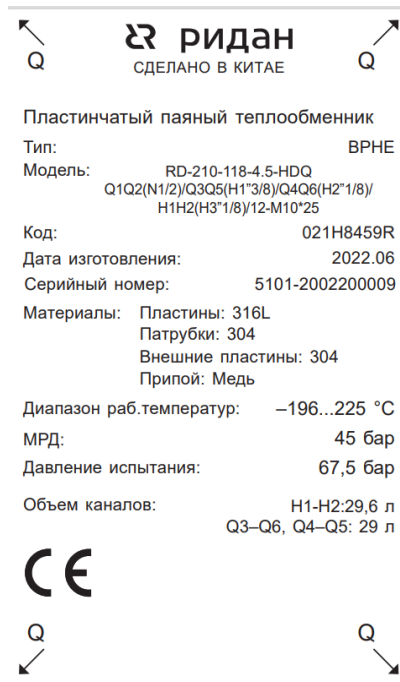 Q ридан Q
СДЕЛАНО В КИТАЕ
Пластинчатый паяный теплообменник
Тип: BPHE
Модель: RD-210-118-4.5-HDQ
Q1Q2(N1/2)/Q3Q5(H1"3/8)/Q4Q6(H2"1/8)/
H1H2(H3"1/8)/12-M10*25
Код: 021H8459R
Дата изготовления: 2022.06
Серийный номер: 5101-2002200009
Материалы: Пластины: 316L
Патрубки: 304
Внешние пластины: 304
Припой: Медь
Диапазон раб.температур: –196...225 °C
МРД: 45 бар
Давление испытания: 67,5 бар
Объем каналов: H1-H2:29,6 л
Q3–Q6, Q4–Q5: 29 л
CE
Q Q